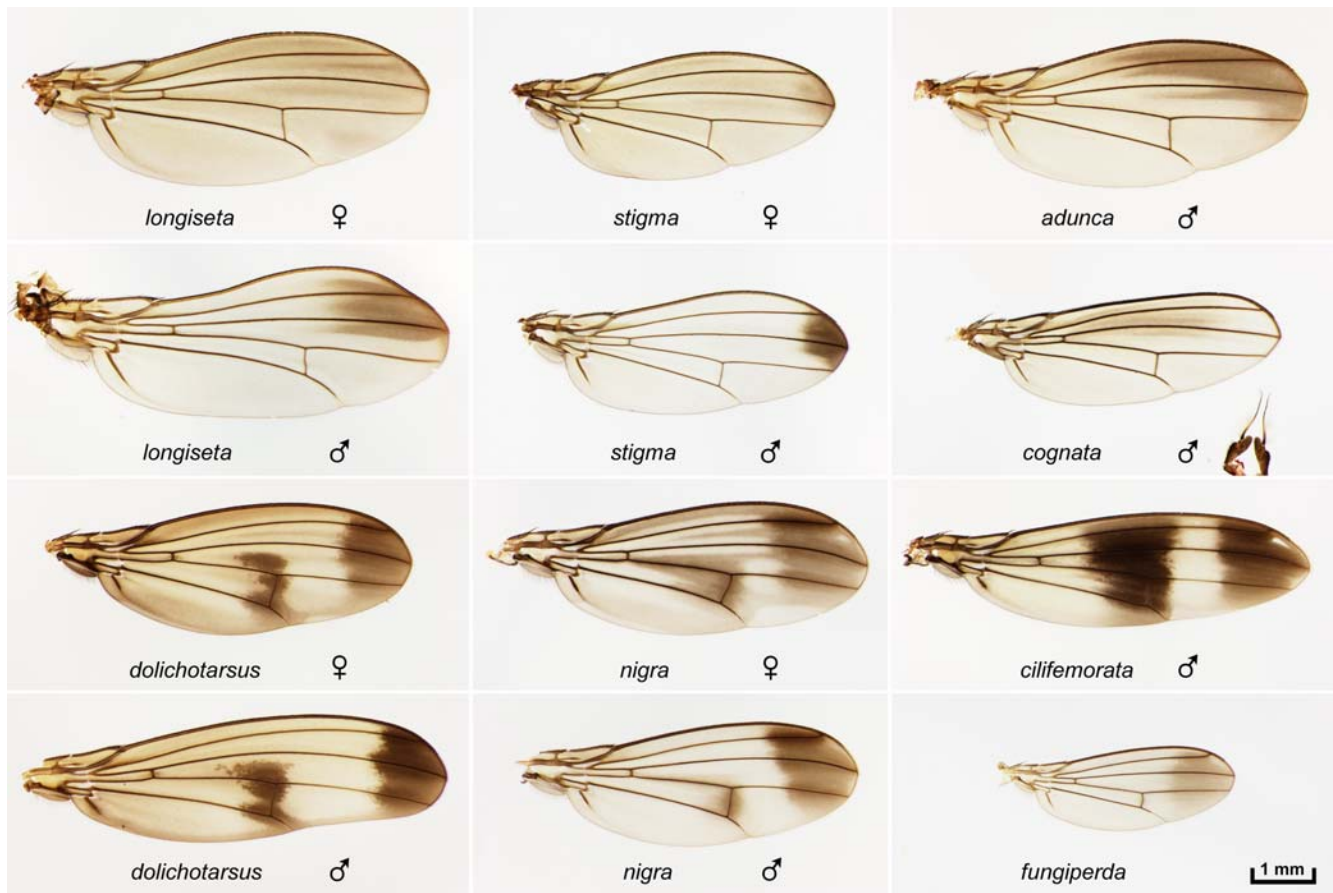 longiseta ♀
stigma ♀
adunca ♂
longiseta ♂
stigma ♂
cognata ♂
dolichotarsus ♀
nigra ♀
cilifemorata ♂
dolichotarsus ♂
nigra ♂
fungiperda
1 mm